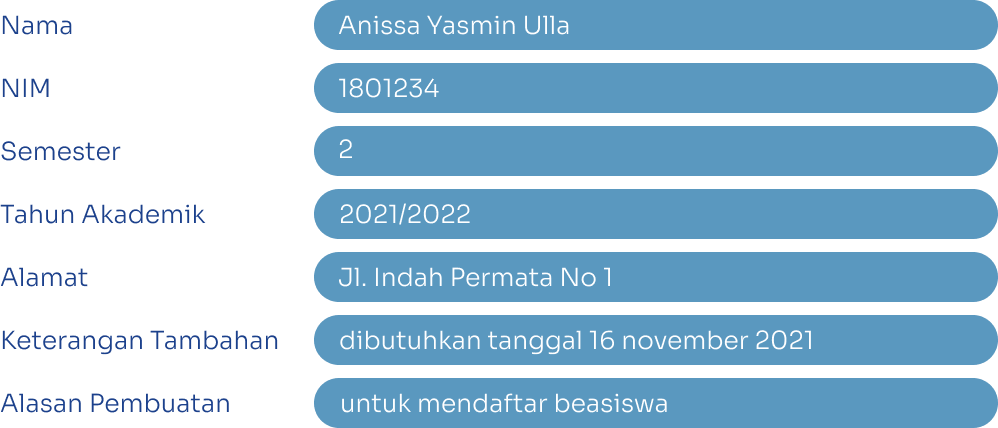 Nama Anissa Yasmin Ulla
NIM 1801234
Semester 2
Tahun Akademik 2021/2022
Alamat Jl. Indah Permata No 1
Keterangan Tambahan dibutuhkan tanggal 16 november 2021
Alasan Pembuatan untuk mendaftar beasiswa